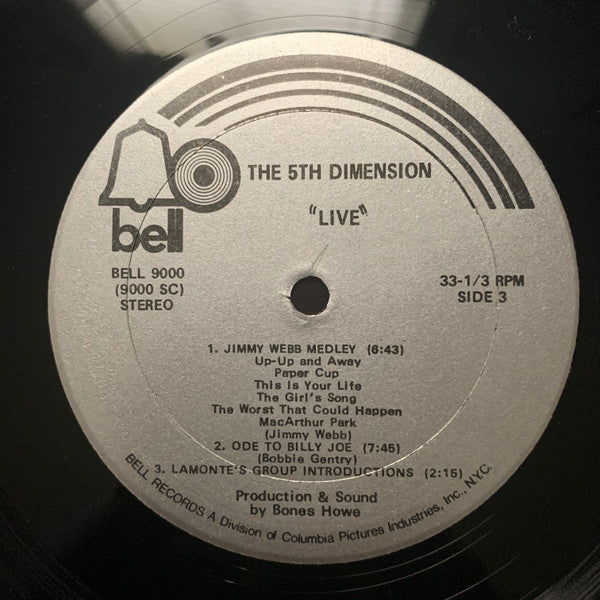 THE 5TH DIMENSION
"LIVE"
bell
BELL 9000
(9000 SC)
STEREO
33-1/3 RPM
SIDE 3
1. JIMMY WEBB MEDLEY (6:43)
Up-Up and Away
Paper Cup
This Is Your Life
The Girl's Song
The Worst That Could Happen
MacArthur Park
(Jimmy Webb)
2. ODE TO BILLY JOE (7:45)
(Bobbie Gentry)
3. LAMONTE'S GROUP INTRODUCTIONS (2:15)
Production & Sound
by Bones Howe
BELL RECORDS A Division of Columbia Pictures Industries, Inc., N.Y.C.